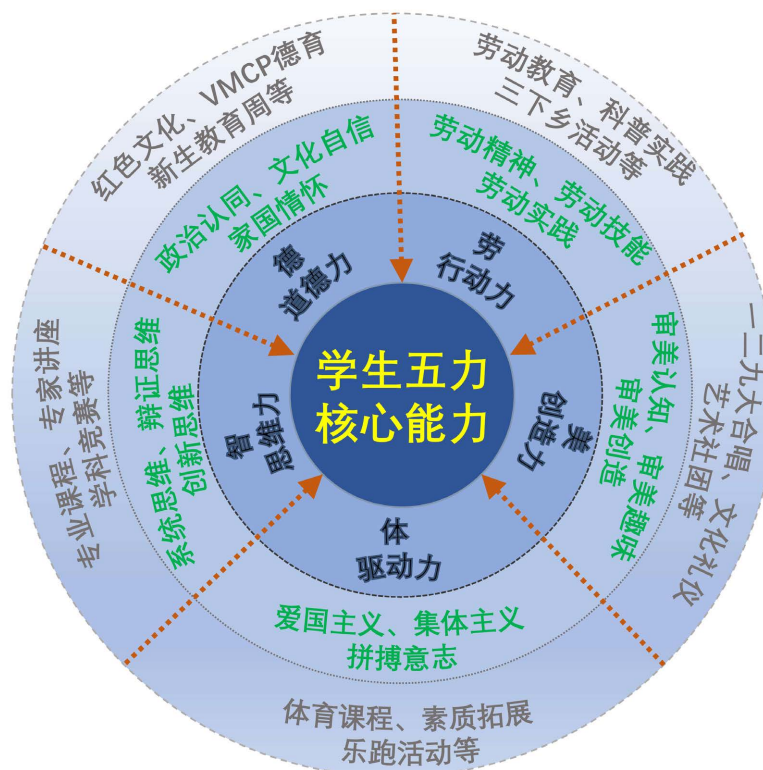 红色文化、VMCP德育
新生教育周等
劳动教育、科普实践
三下乡活动等
政治认同、文化自信
家国情怀
劳动精神、劳动技能
劳动实践
德
道德力
劳
行动力
学生五力
核心能力
智
思维力
美
创造力
体
驱动力
专业课程、专家讲座
学科竞赛等
系统思维、辩证思维
创新思维
审美认知、审美趣味
审美创造
一二九大合唱、文化礼仪
艺术社团等
爱国主义、集体主义
拼搏意志
体育课程、素质拓展
乐跑活动等